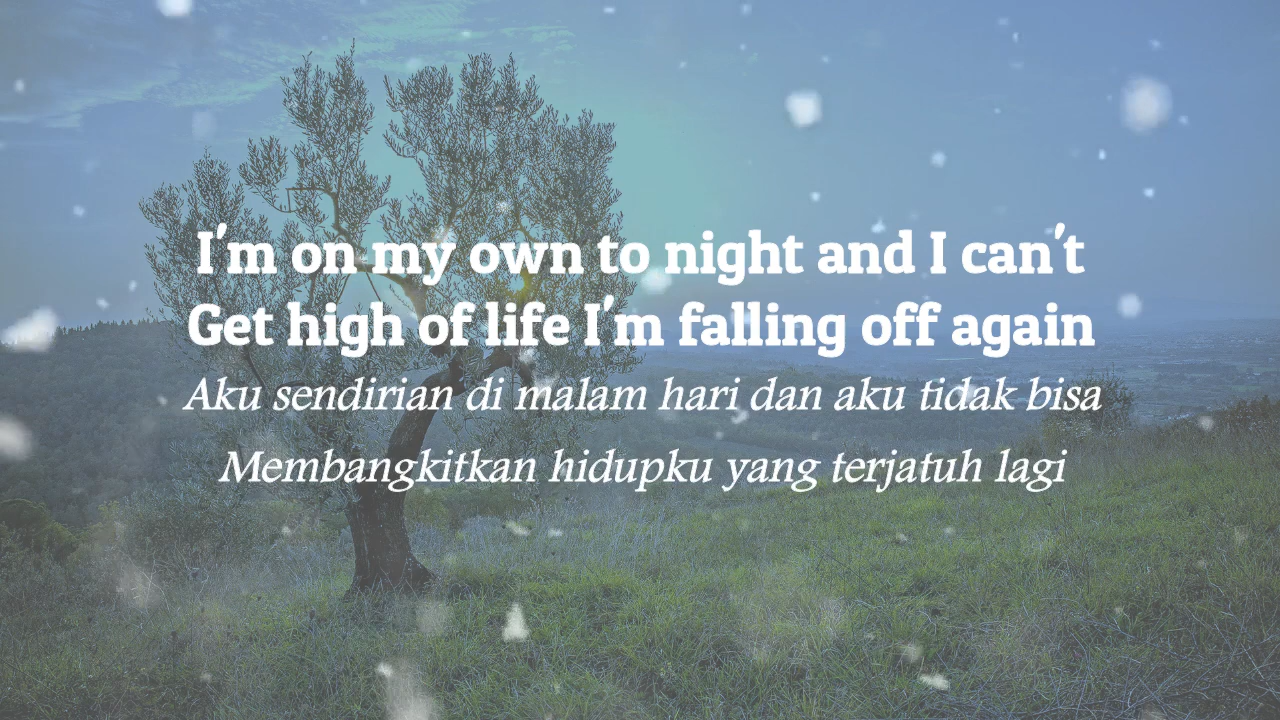 I'm on my own to night and I can't
Get high of life I'm falling off again
Aku sendirian di malam hari dan aku tidak bisa
Membangkitkan hidupku yang terjatuh lagi